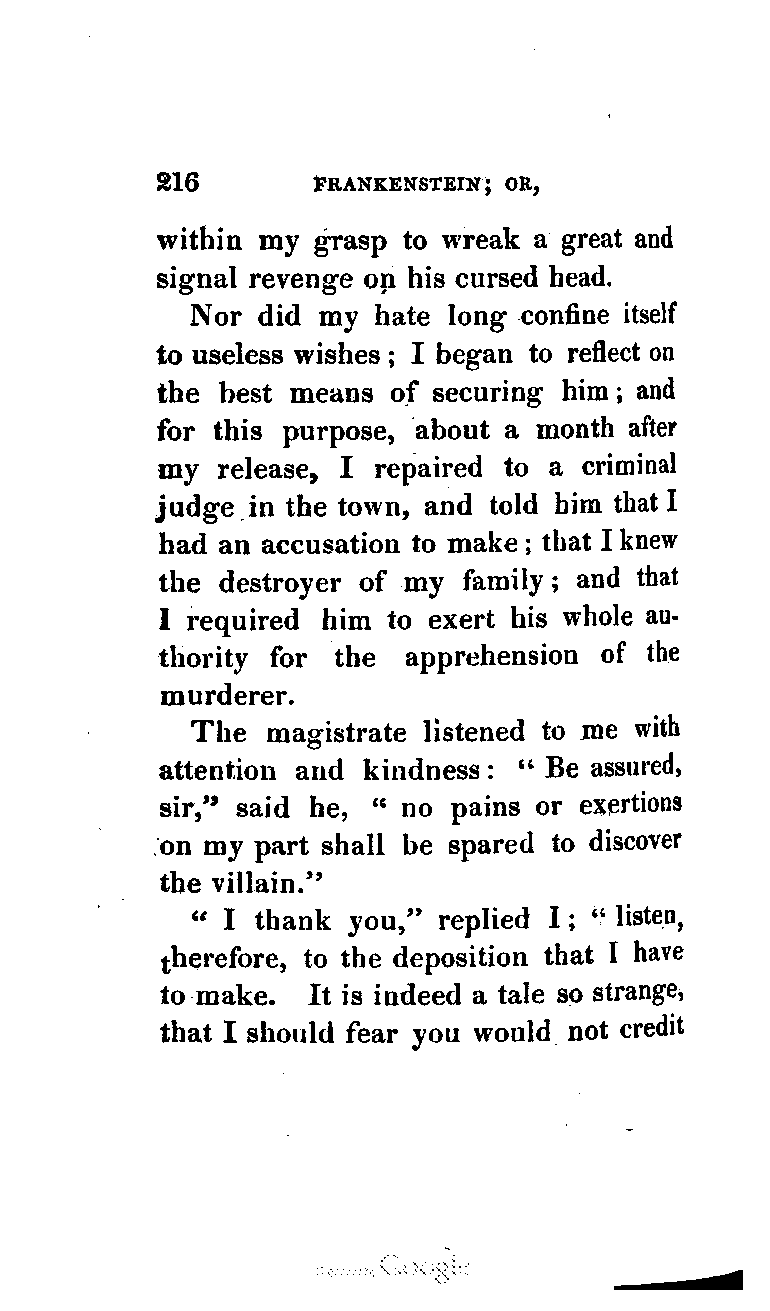 216 FRANKENSTEIN; OR,
within my grasp to wreak a great and
signal revenge on his cursed head.
Nor did my hate long confine itself
to useless wishes; I began to reflect on
the best means of securing him; and
for this purpose, about a month after
my release, I repaired to a criminal
judge in the town, and told him that I
had an accusation to make; that I knew
the destroyer of my family; and that
I required him to exert his whole au-
thority for the apprehension of the
murderer.
The magistrate listened to me with
attention and kindness: “ Be assured,
sir,” said he, “ no pains or exertions
on my part shall be spared to discover
the villain.”
“ I thank you,” replied I; “ listen,
therefore, to the deposition that I have
to make. It is indeed a tale so strange,
that I should fear you would not credit
Google